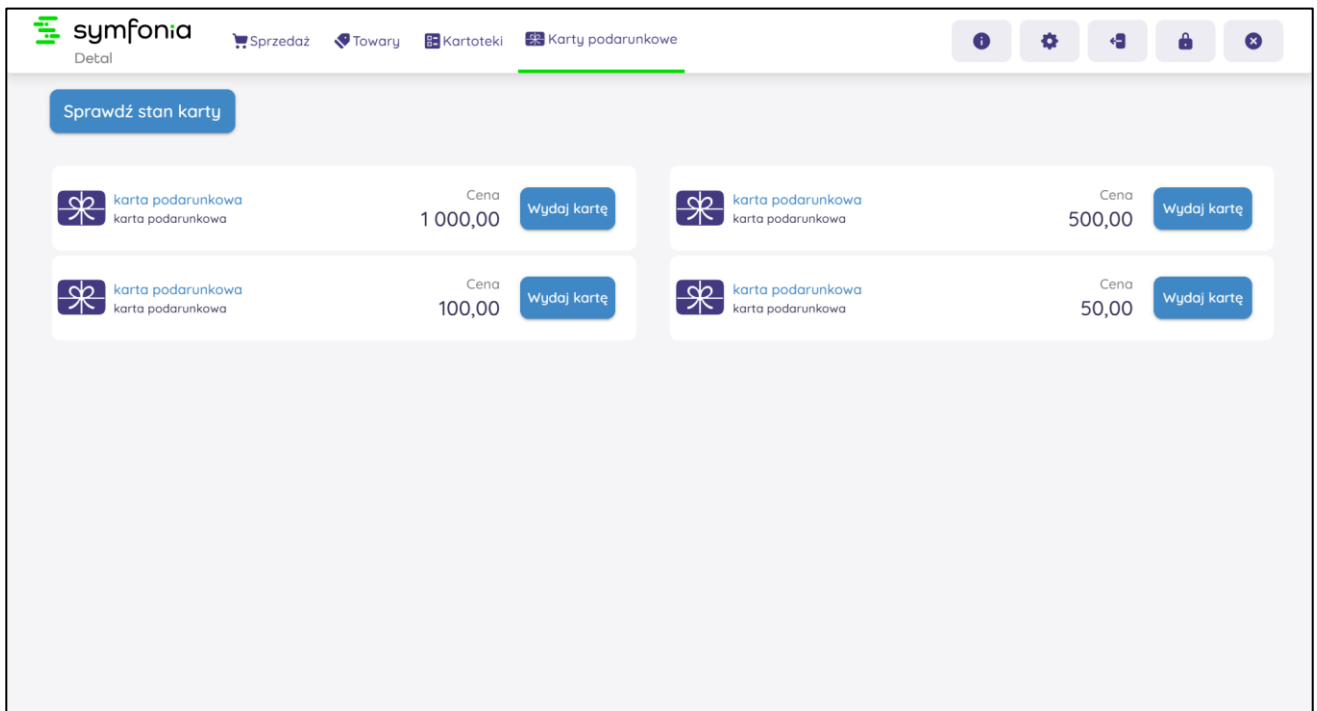 symfonia
Detal
Sprzedaż Towary Kartoteki Karty podarunkowe
Sprawdź stan karty
karta podarunkowa
karta podarunkowa
Cena
1 000,00
Wydaj kartę
karta podarunkowa
karta podarunkowa
Cena
500,00
Wydaj kartę
karta podarunkowa
karta podarunkowa
Cena
100,00
Wydaj kartę
karta podarunkowa
karta podarunkowa
Cena
50,00
Wydaj kartę